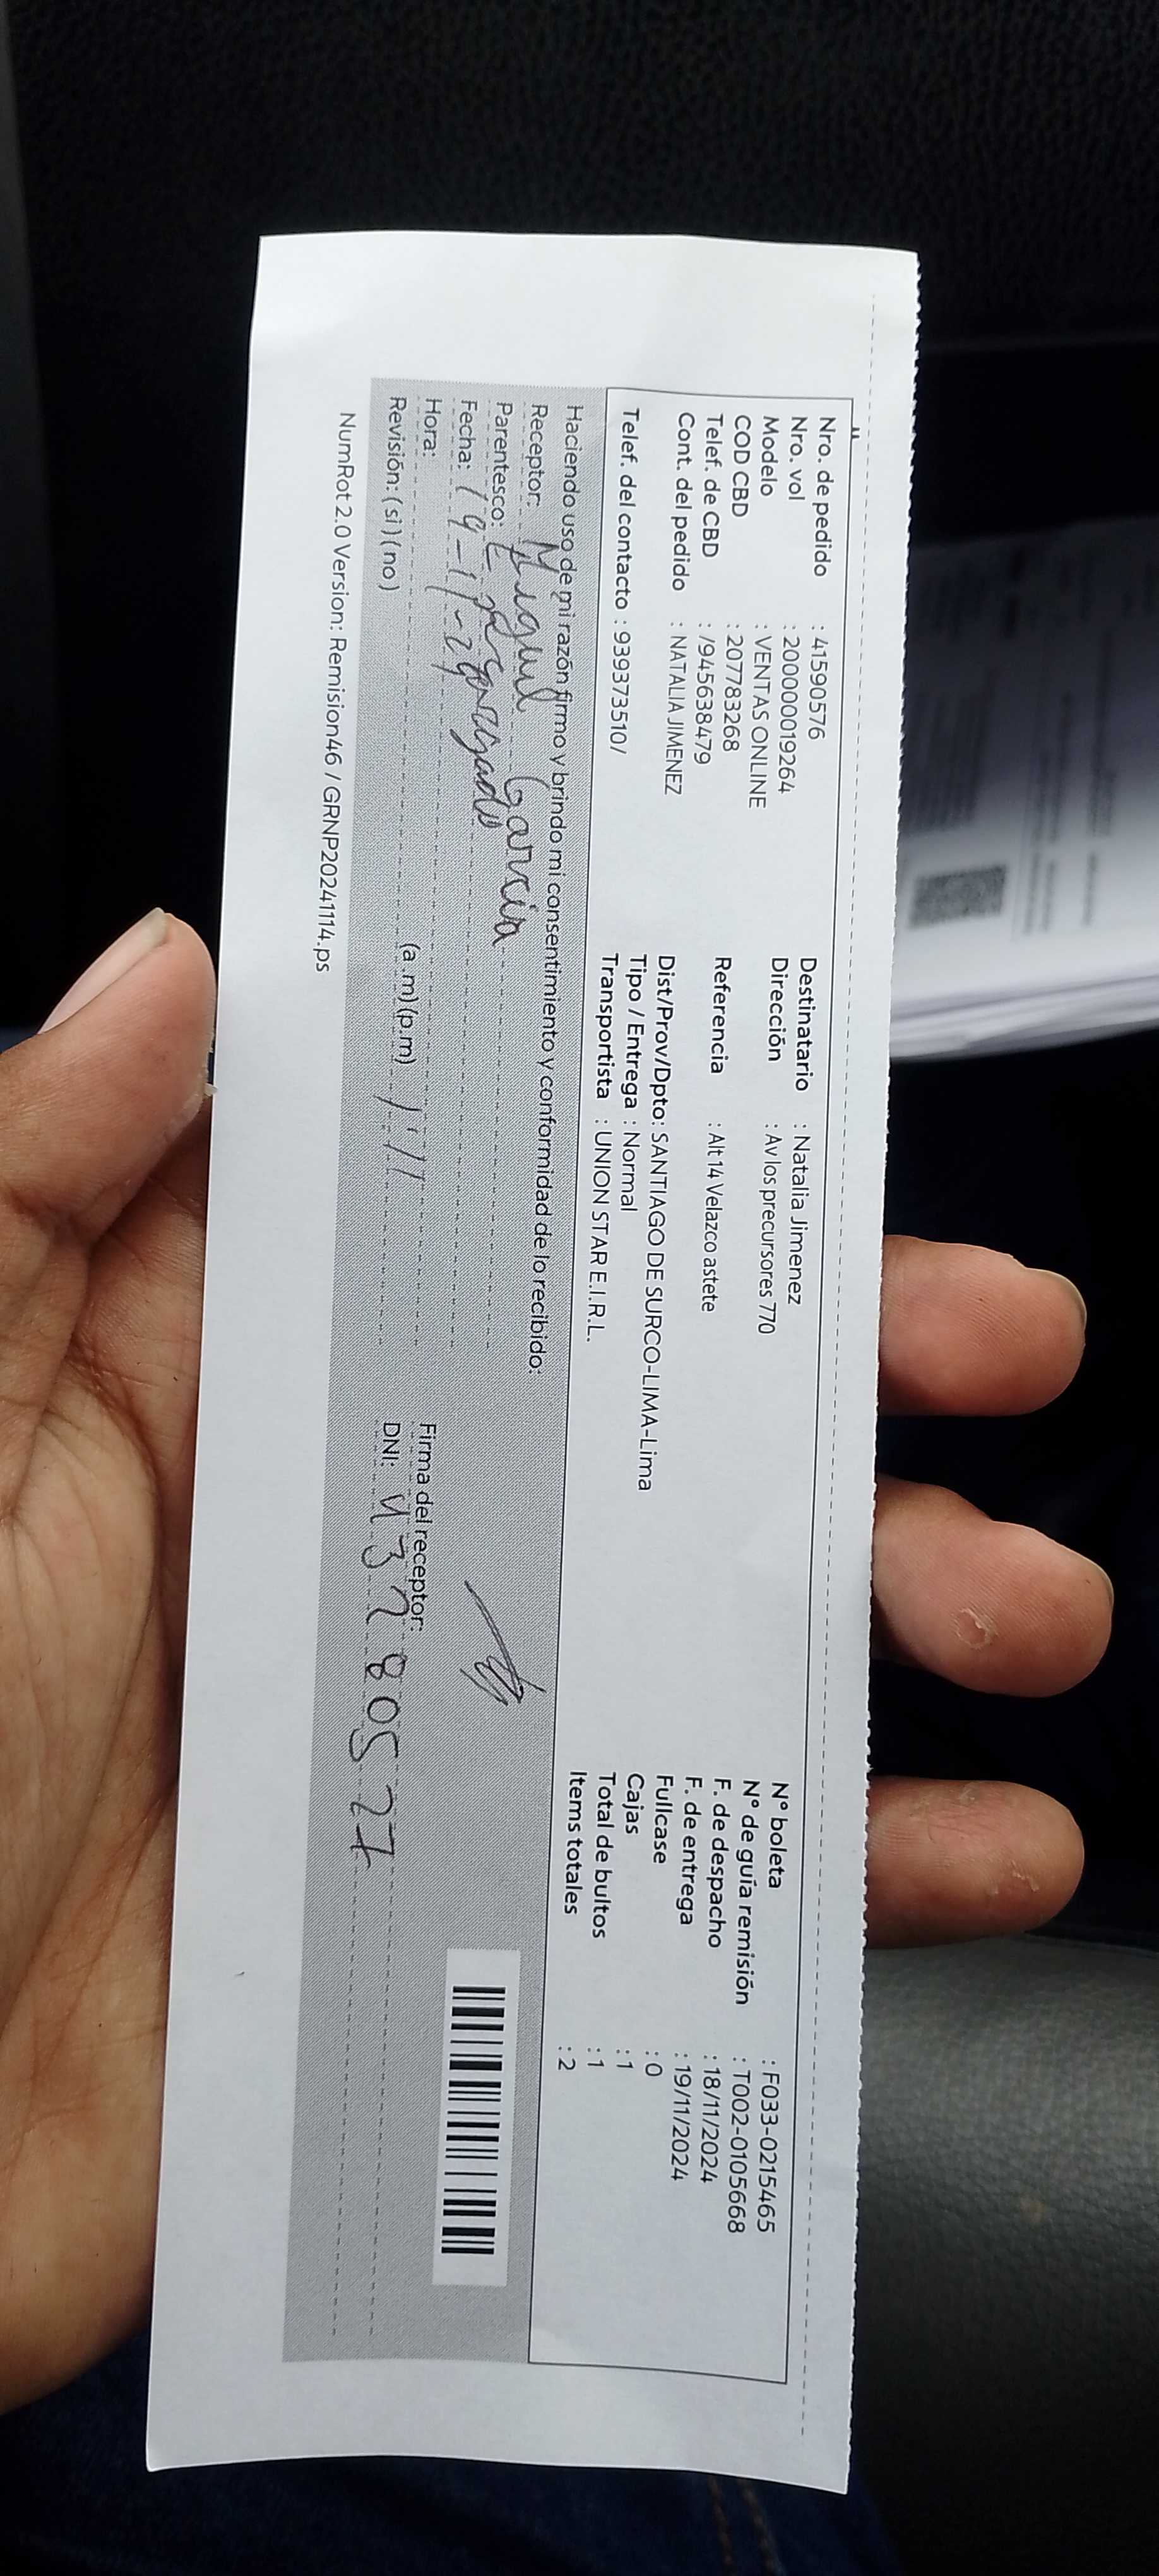 Nro. de pedido : 41590576
Nro. vol : 200000019264
Modelo : VENTAS ONLINE
COD CBD : 207783268
Telef. de CBD : /945638479
Cont. del pedido : NATALIA JIMENEZ
Telef. del contacto : 939373510/
Destinatario : Natalia Jimenez
Dirección : Av los precursores 770
Referencia : Alt 14 Velazco astete
Dist/Prov/Dpto: SANTIAGO DE SURCO-LIMA-Lima
Tipo / Entrega : Normal
Transportista : UNION STAR E.I.R.L.
N° boleta : F033-0215465
N° de guía remisión : T002-0105668
F. de despacho : 18/11/2024
F. de entrega : 19/11/2024
Fullcase : 0
Cajas : 1
Total de bultos : 1
Items totales : 2
Haciendo uso de mi razón firmo y brindo mi consentimiento y conformidad de lo recibido:
Receptor: Miguel Garcia
Parentesco: Encargado
Fecha: 19-11-24
Hora: (a.m)(p.m)
Revisión: (si)(no)
Firma del receptor:
DNI: 43280527
NumRot 2.0 Version: Remision46 / GRNP20241114.ps